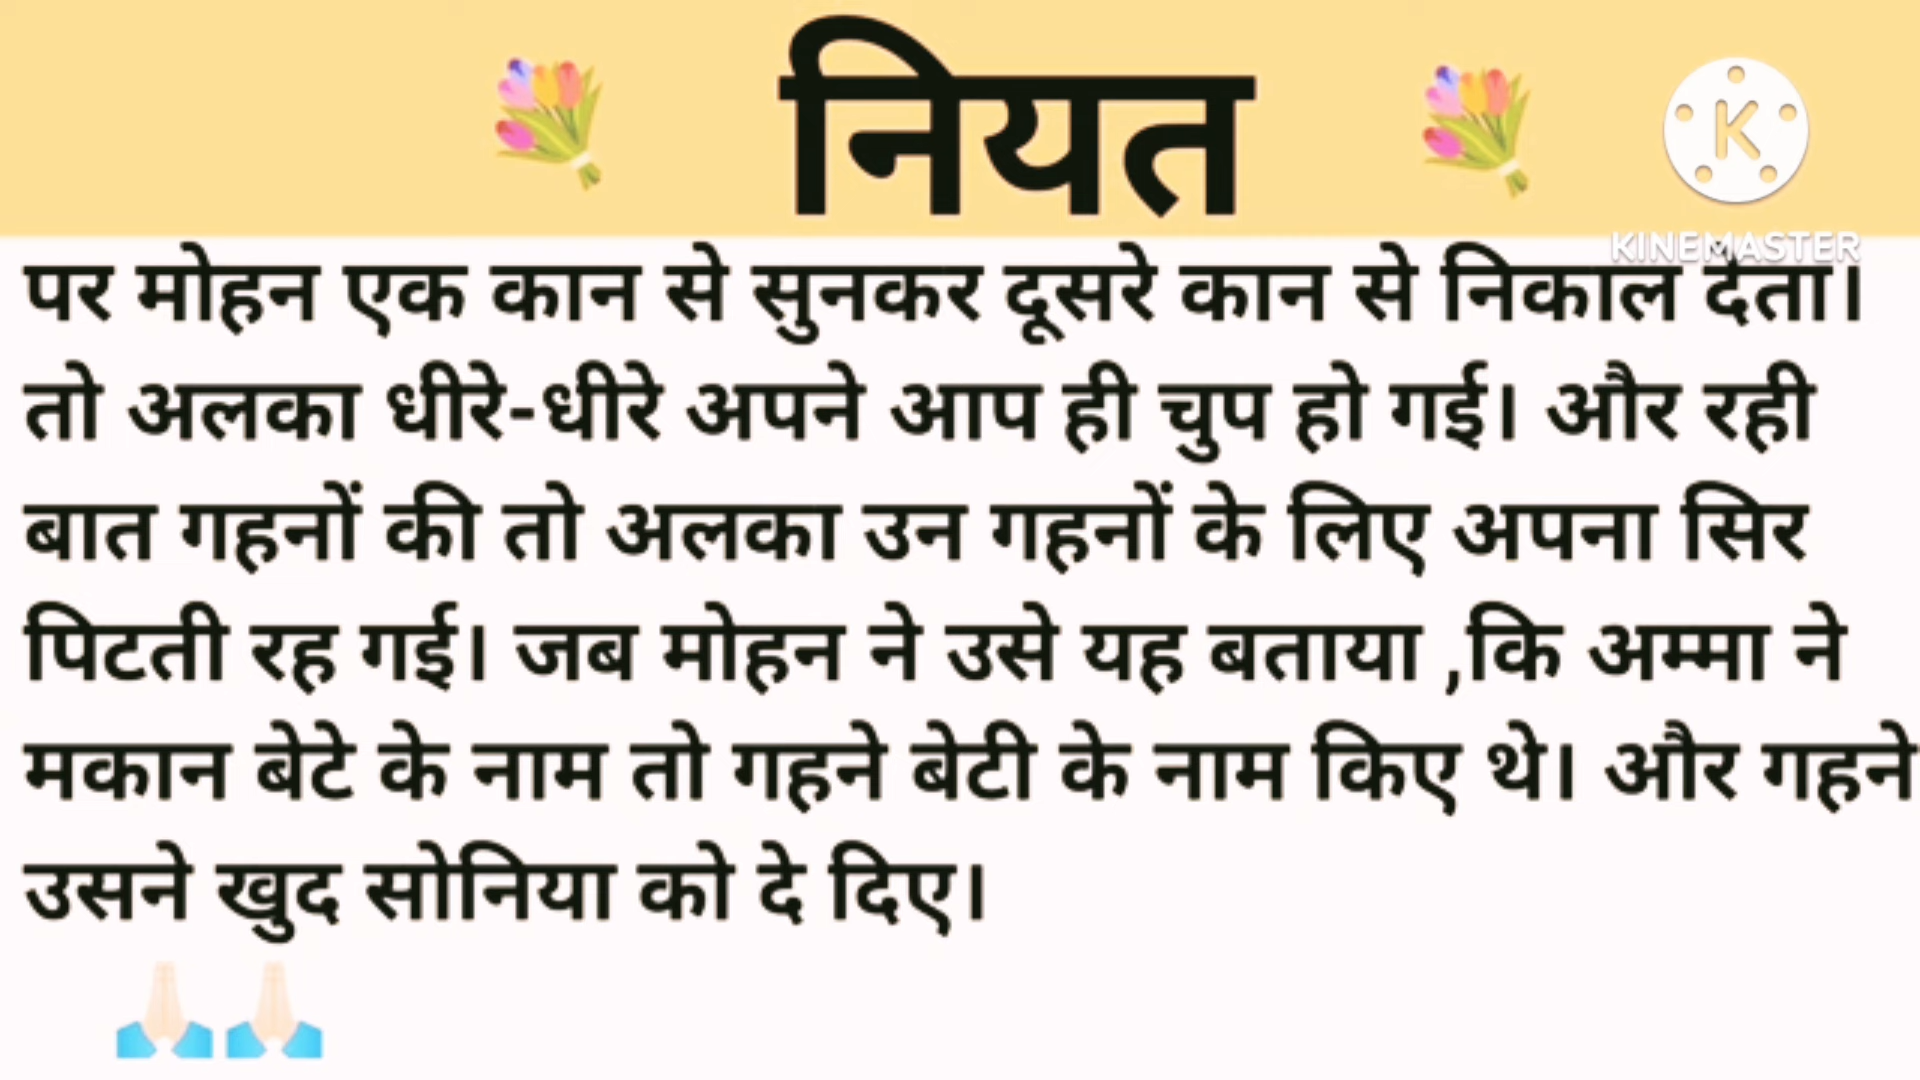 नियत
K
KINEMASTER
पर मोहन एक कान से सुनकर दूसरे कान से निकाल देता।
तो अलका धीरे-धीरे अपने आप ही चुप हो गई। और रही
बात गहनों की तो अलका उन गहनों के लिए अपना सिर
पिटती रह गई। जब मोहन ने उसे यह बताया ,कि अम्मा ने
मकान बेटे के नाम तो गहने बेटी के नाम किए थे। और गहने
उसने खुद सोनिया को दे दिए।